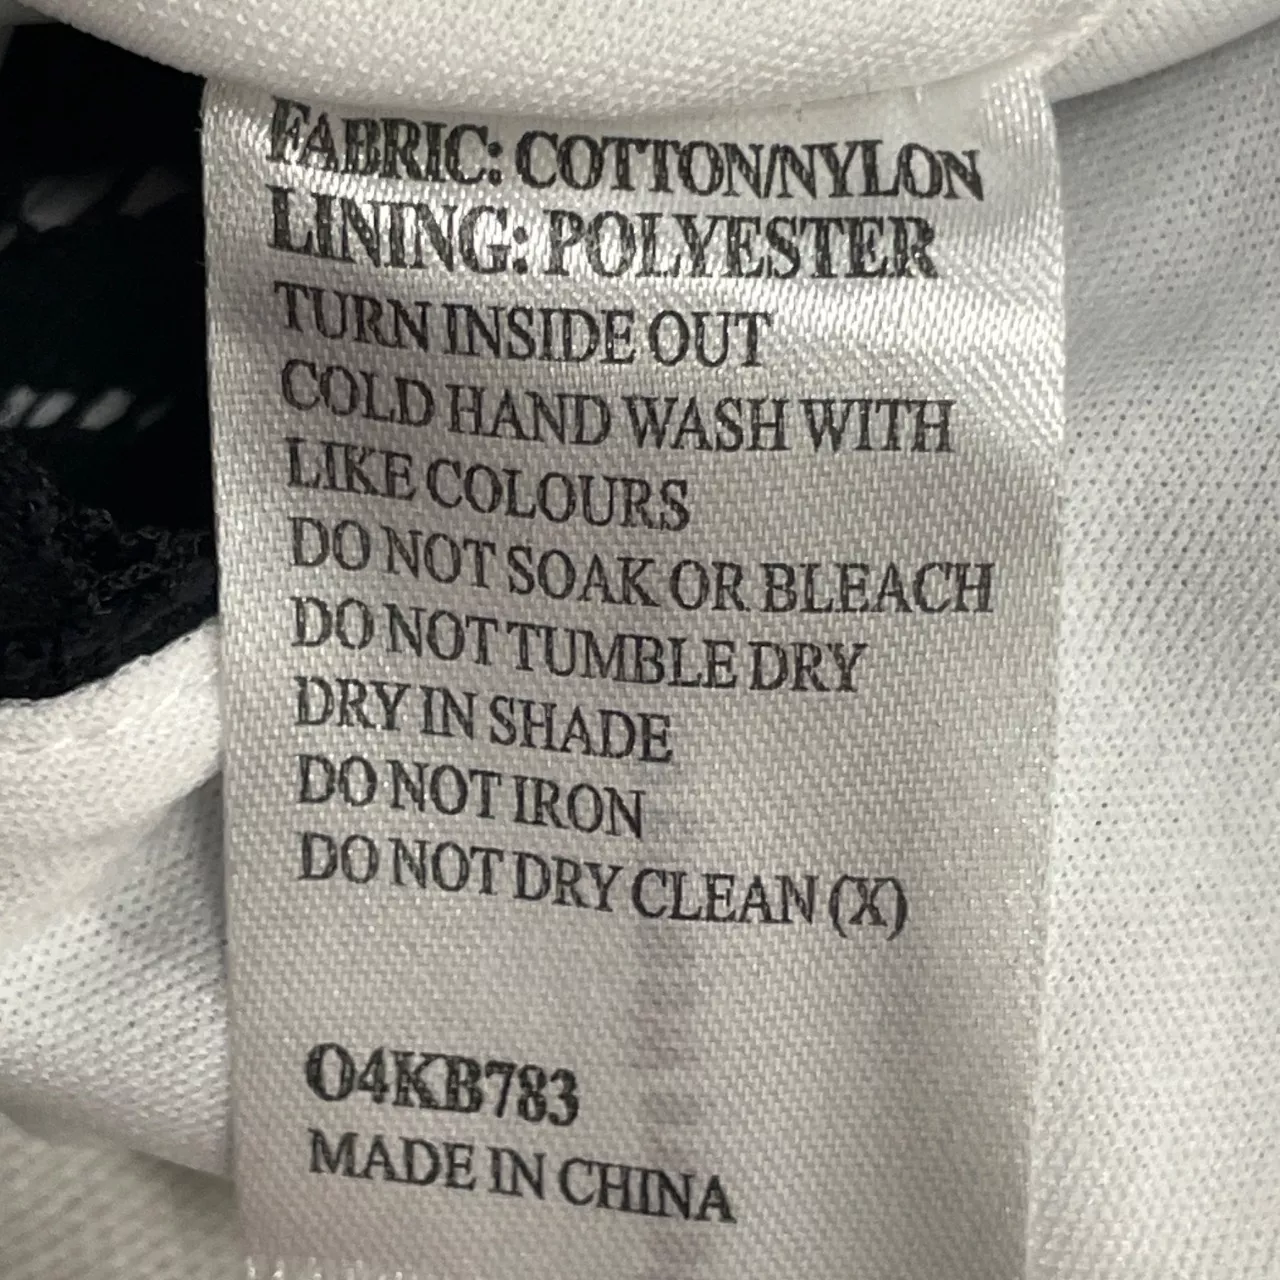 FABRIC: COTTON/NYLON
LINING: POLYESTER
TURN INSIDE OUT
COLD HAND WASH WITH
LIKE COLOURS
DO NOT SOAK OR BLEACH
DO NOT TUMBLE DRY
DRY IN SHADE
DO NOT IRON
DO NOT DRY CLEAN (X)
O4KB783
MADE IN CHINA